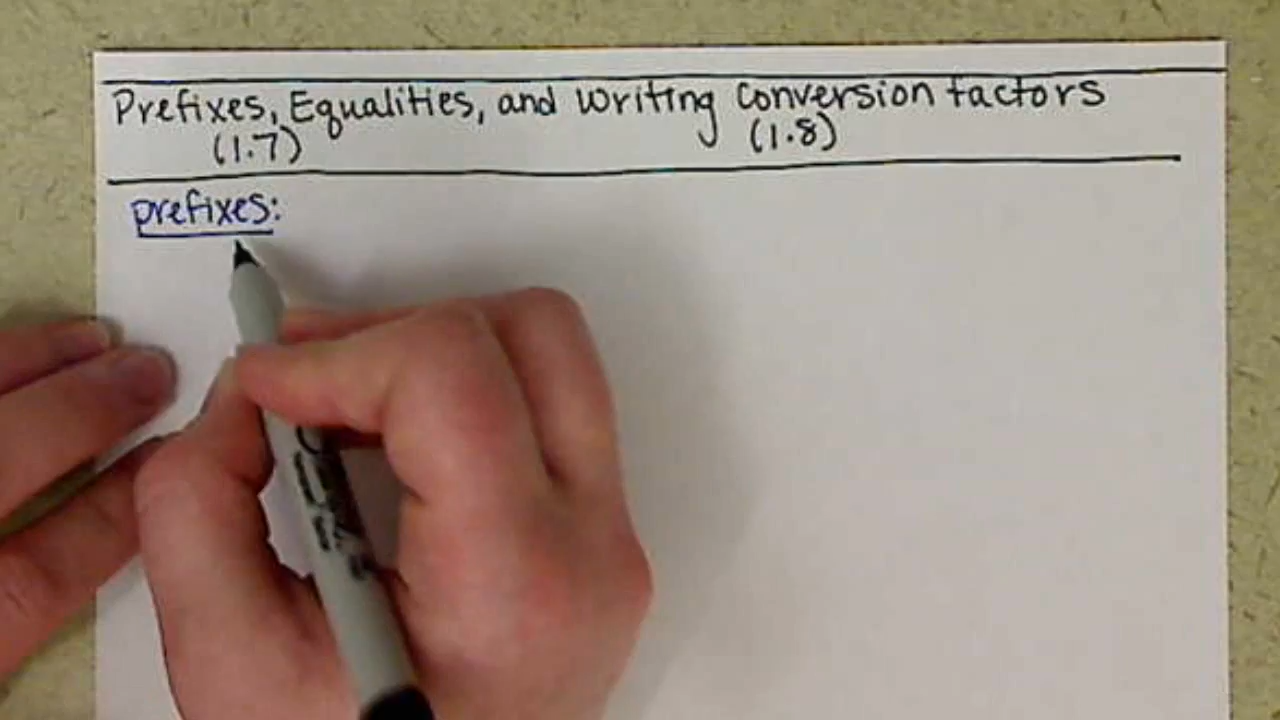 Prefixes, Equalities, and Writing Conversion factors
(1.7) (1.8)
prefixes: